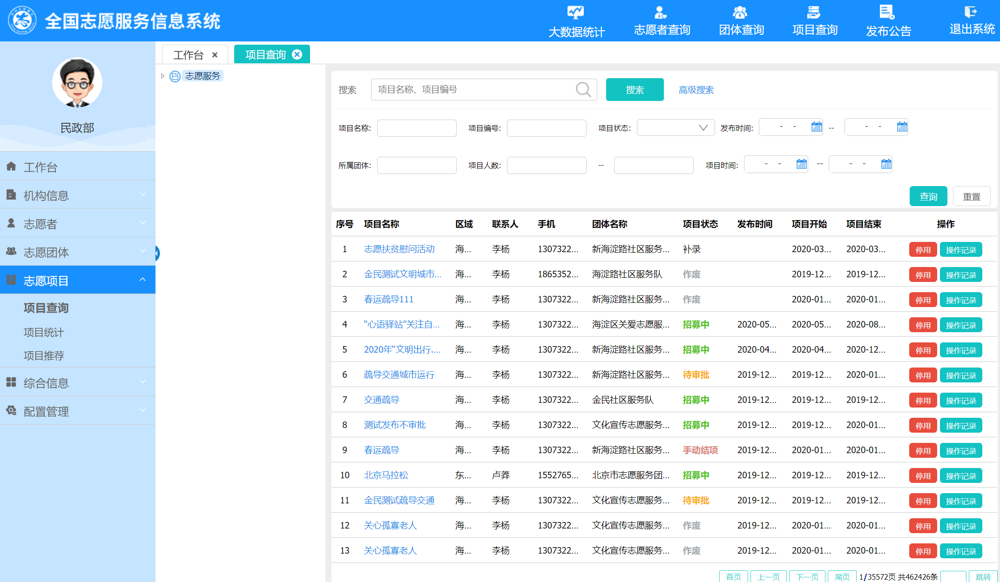 全国志愿服务信息系统
大数据统计 志愿者查询 团体查询 项目查询 发布公告 退出系统
民政部
工作台
机构信息
志愿者
志愿团体
志愿项目
项目查询
项目统计
项目推荐
综合信息
配置管理
工作台 × 项目查询
志愿服务
搜索 项目名称、项目编号 搜索 高级搜索
项目名称: 项目编号: 项目状态: 发布时间: - - -- - -
所属团体: 项目人数: -- 项目时间: - - -- - -
查询 重置
序号 项目名称 区域 联系人 手机 团体名称 项目状态 发布时间 项目开始 项目结束 操作
1 志愿扶贫慰问活动 海... 李杨 1307322... 新海淀路社区服务... 补录 2020-03... 2020-03... 停用 操作记录
2 金民测试文明城市... 海... 李杨 1865352... 海淀路社区服务队 作废 2019-12... 2019-12... 停用 操作记录
3 春运疏导111 海... 李杨 1307322... 新海淀路社区服务... 作废 2020-01... 2020-01... 停用 操作记录
4 “心语驿站”关注自... 海... 李杨 1307322... 海淀区关爱志愿服... 招募中 2020-05... 2020-05... 2020-08... 停用 操作记录
5 2020年“文明出行.... 海... 李杨 1307322... 新海淀路社区服务... 招募中 2020-04... 2020-04... 2020-12... 停用 操作记录
6 疏导交通城市运行 海... 李杨 1307322... 新海淀路社区服务... 待审批 2019-12... 2019-12... 2020-01... 停用 操作记录
7 交通疏导 海... 李杨 1307322... 金民社区服务队 招募中 2019-12... 2019-12... 2019-12... 停用 操作记录
8 测试发布不审批 海... 李杨 1307322... 文化宣传志愿服务... 招募中 2019-12... 2019-12... 2020-01... 停用 操作记录
9 春运疏导 海... 李杨 1307322... 新海淀路社区服务... 手动结项 2019-12... 2020-01... 2020-01... 停用 操作记录
10 北京马拉松 东... 卢莽 1552765... 北京市志愿服务团... 招募中 2019-12... 2019-12... 2019-12... 停用 操作记录
11 金民测试疏导交通 海... 李杨 1307322... 文化宣传志愿服务... 待审批 2019-12... 2019-12... 2019-12... 停用 操作记录
12 关心孤寡老人 海... 李杨 1307322... 文化宣传志愿服务... 作废 2019-12... 2020-01... 2020-01... 停用 操作记录
13 关心孤寡老人 海... 李杨 1307322... 文化宣传志愿服务... 作废 2019-12... 2020-01... 2020-01... 停用 操作记录
首页 上一页 下一页 尾页 1/35572页 共462426条 跳转